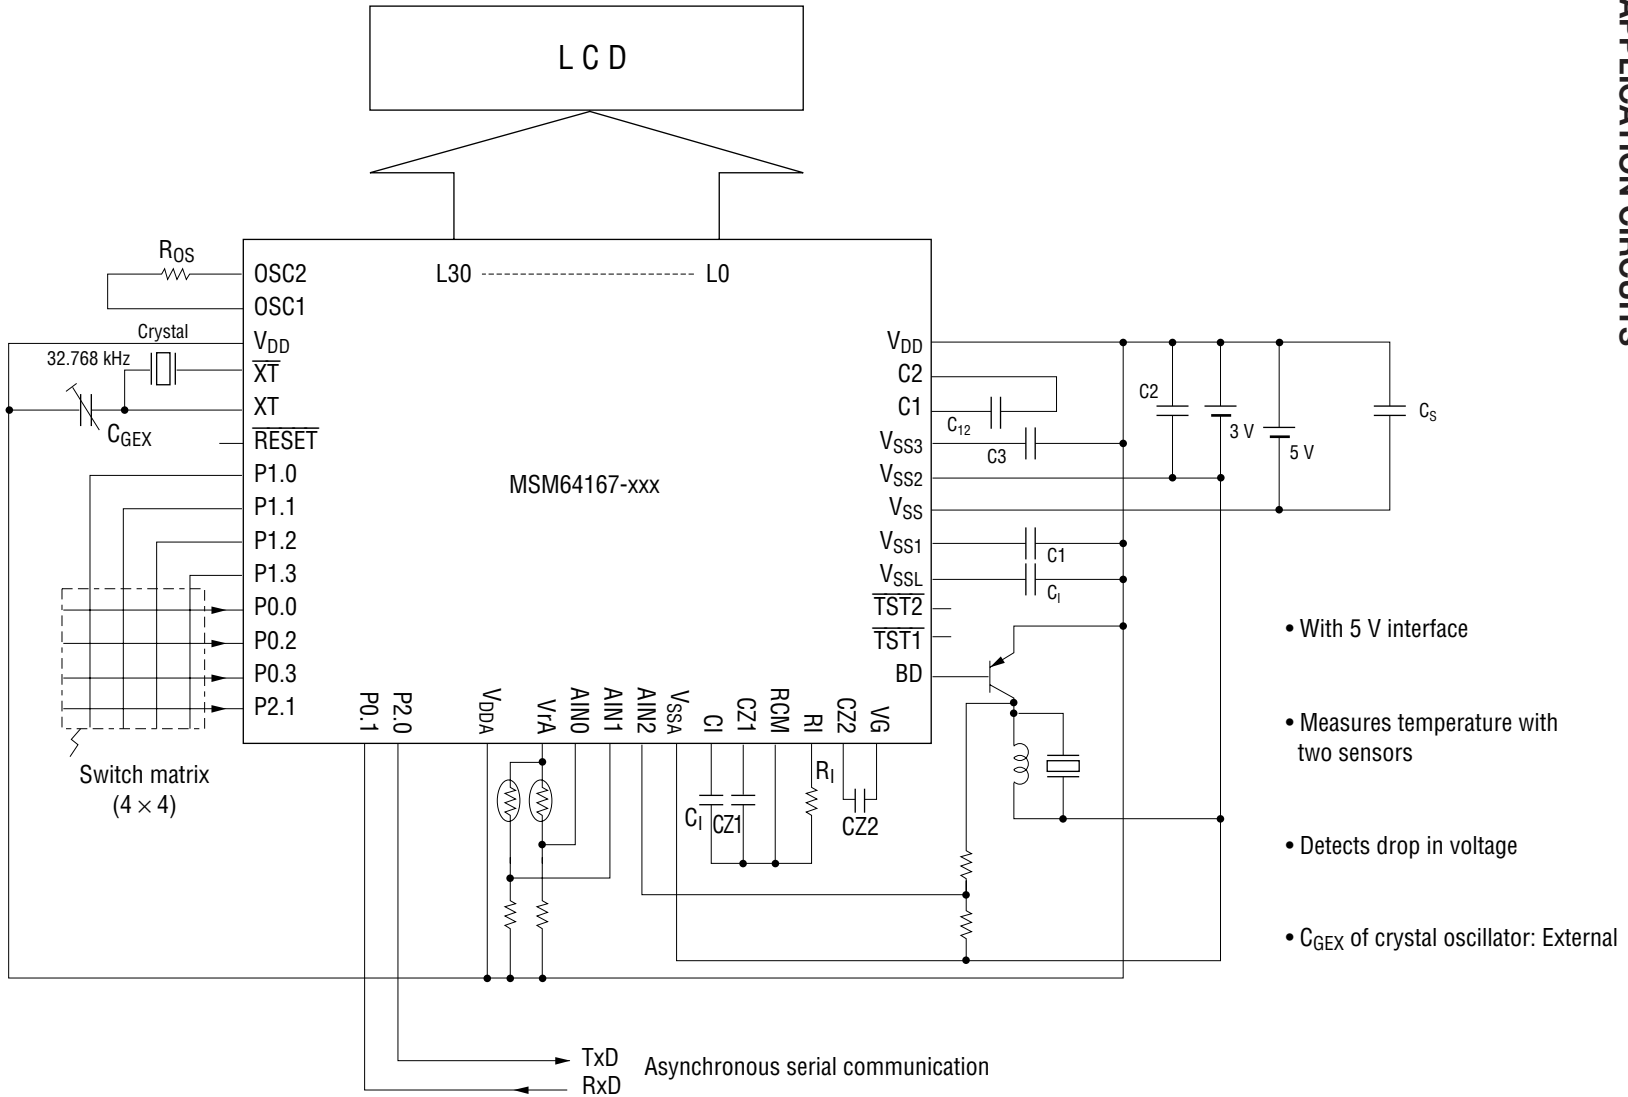 APPLICATION CIRCUITS
L C D
L30 L0
MSM64167-xxx
ROS
OSC2
OSC1
Crystal
VDD
32.768 kHz
XT
XT
CGEX
RESET
P1.0
P1.1
P1.2
P1.3
P0.0
P0.2
P0.3
P2.1
Switch matrix
(4 × 4)
VDD
C2
C1
C12
VSS3
C3
VSS2
VSS
VSS1
C1
VSSL
CI
TST2
TST1
BD
C2
3 V
5 V
CS
P0.1
P2.0
VDDA
VrA
AIN0
AIN1
AIN2
VSSA
CI
CZ1
RCM
RI
CZ2
VG
CI
CZ1
RI
CZ2
• With 5 V interface
• Measures temperature with
two sensors
• Detects drop in voltage
• CGEX of crystal oscillator: External
TxD
Asynchronous serial communication
RxD